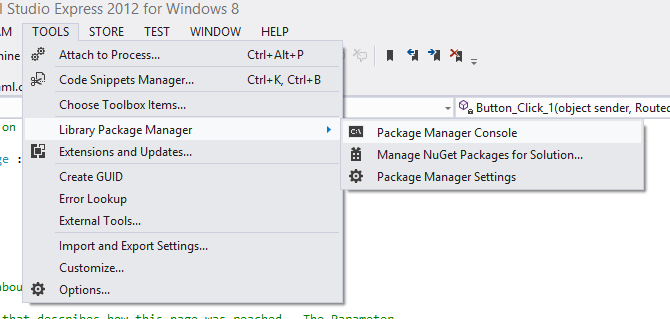 l Studio Express 2012 for Windows 8
AM TOOLS STORE TEST WINDOW HELP
nine
Attach to Process... Ctrl+Alt+P
aml.c
Code Snippets Manager... Ctrl+K, Ctrl+B
Choose Toolbox Items...
Button_Click_1(object sender, Routed
on
Library Package Manager
Package Manager Console
ge :
Extensions and Updates...
Manage NuGet Packages for Solution...
Create GUID
Package Manager Settings
Error Lookup
External Tools...
Import and Export Settings...
Customize...
abou
Options...
that describes how this page was reached. The Parameter